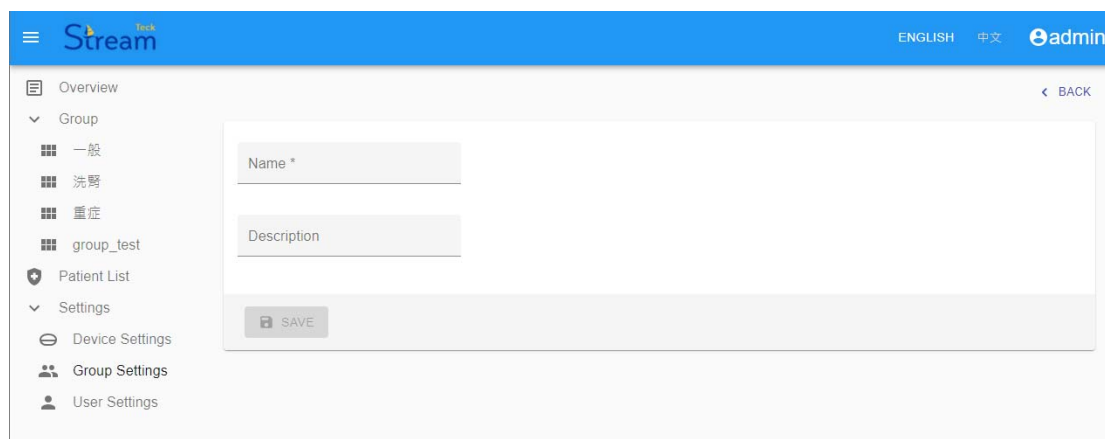 Stream Teck
ENGLISH 中文 admin
Overview
BACK
Group
一般
洗腎
重症
group_test
Patient List
Settings
Device Settings
Group Settings
User Settings
Name *
Description
SAVE